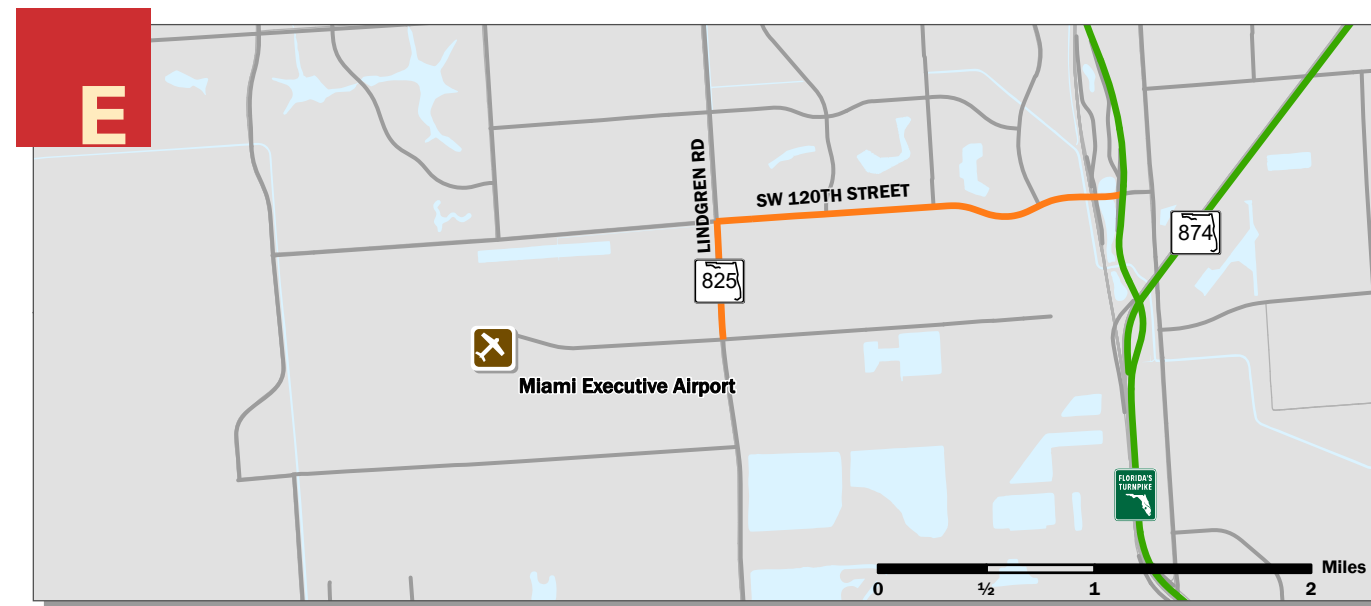 E
LINDGREN RD
SW 120TH STREET
874
825
Miami Executive Airport
FLORIDA'S
TURNPIKE
Miles
0 ½ 1 2